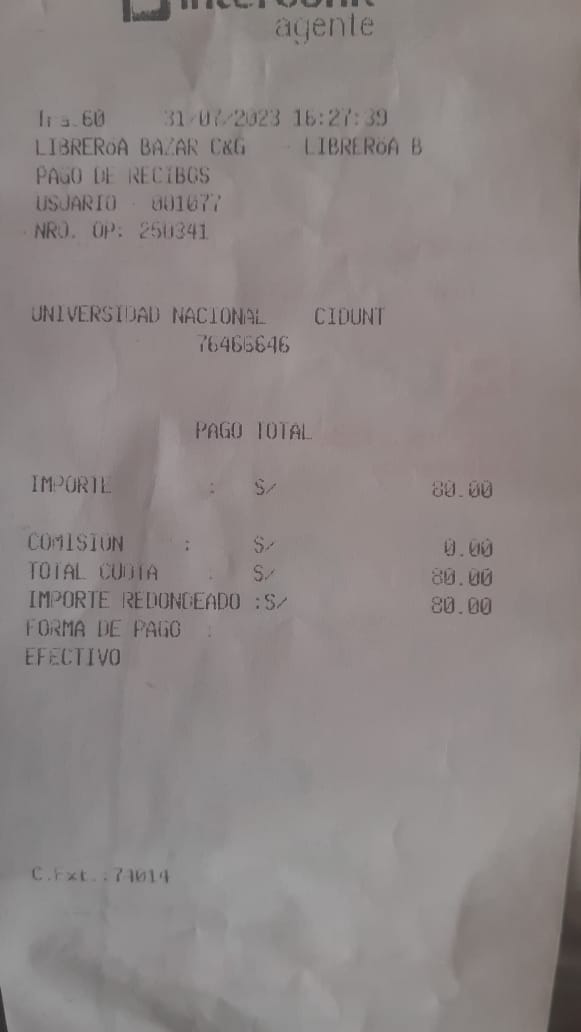 interbank
agente
Tra.60 31/07/2023 16:27:39
LIBRERöA BAZAR C&G - LIBRERöA B
PAGO DE RECIBOS
USUARIO : 001077
NRO. OP: 250341
UNIVERSIDAD NACIONAL CIDUNT
76466646
PAGO TOTAL
IMPORTE : S/ 80.00
COMISION : S/ 0.00
TOTAL CUOTA : S/ 80.00
IMPORTE REDONDEADO :S/ 80.00
FORMA DE PAGO :
EFECTIVO
C.Ext.:74014